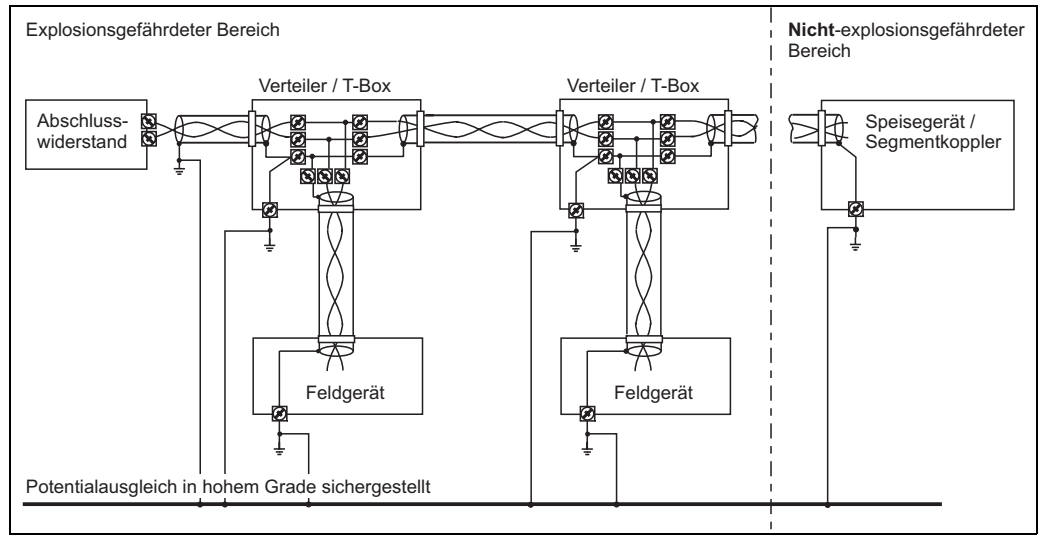 Explosionsgefährdeter Bereich
Nicht-explosionsgefährdeter
Bereich
Verteiler / T-Box
Verteiler / T-Box
Abschluss-
widerstand
Speisegerät /
Segmentkoppler
Feldgerät
Feldgerät
Potentialausgleich in hohem Grade sichergestellt